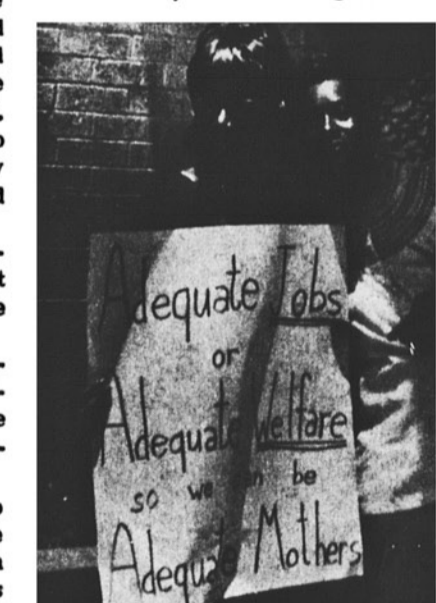 Adequate Jobs
or
Adequate Welfare
so we can be
Adequate Mothers